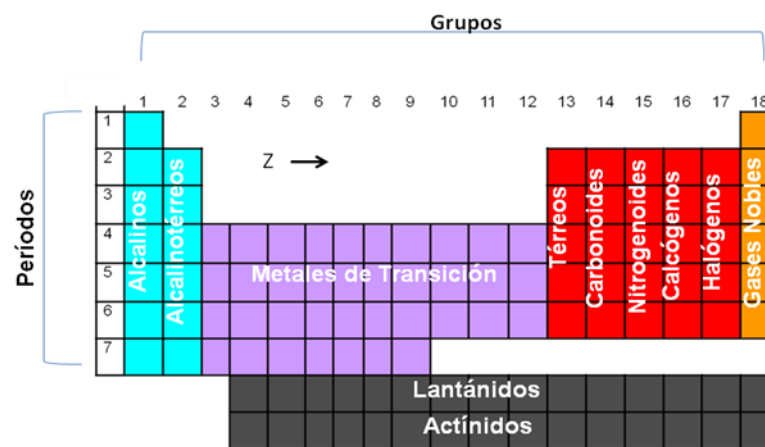 Grupos
1 2 3 4 5 6 7 8 9 10 11 12 13 14 15 16 17 18
Períodos
1
2
3
4
5
6
7
Z →
Alcalinos
Alcalinotérreos
Metales de Transición
Térreos
Carbonoides
Nitrogenoides
Calcógenos
Halógenos
Gases Nobles
Lantánidos
Actínidos